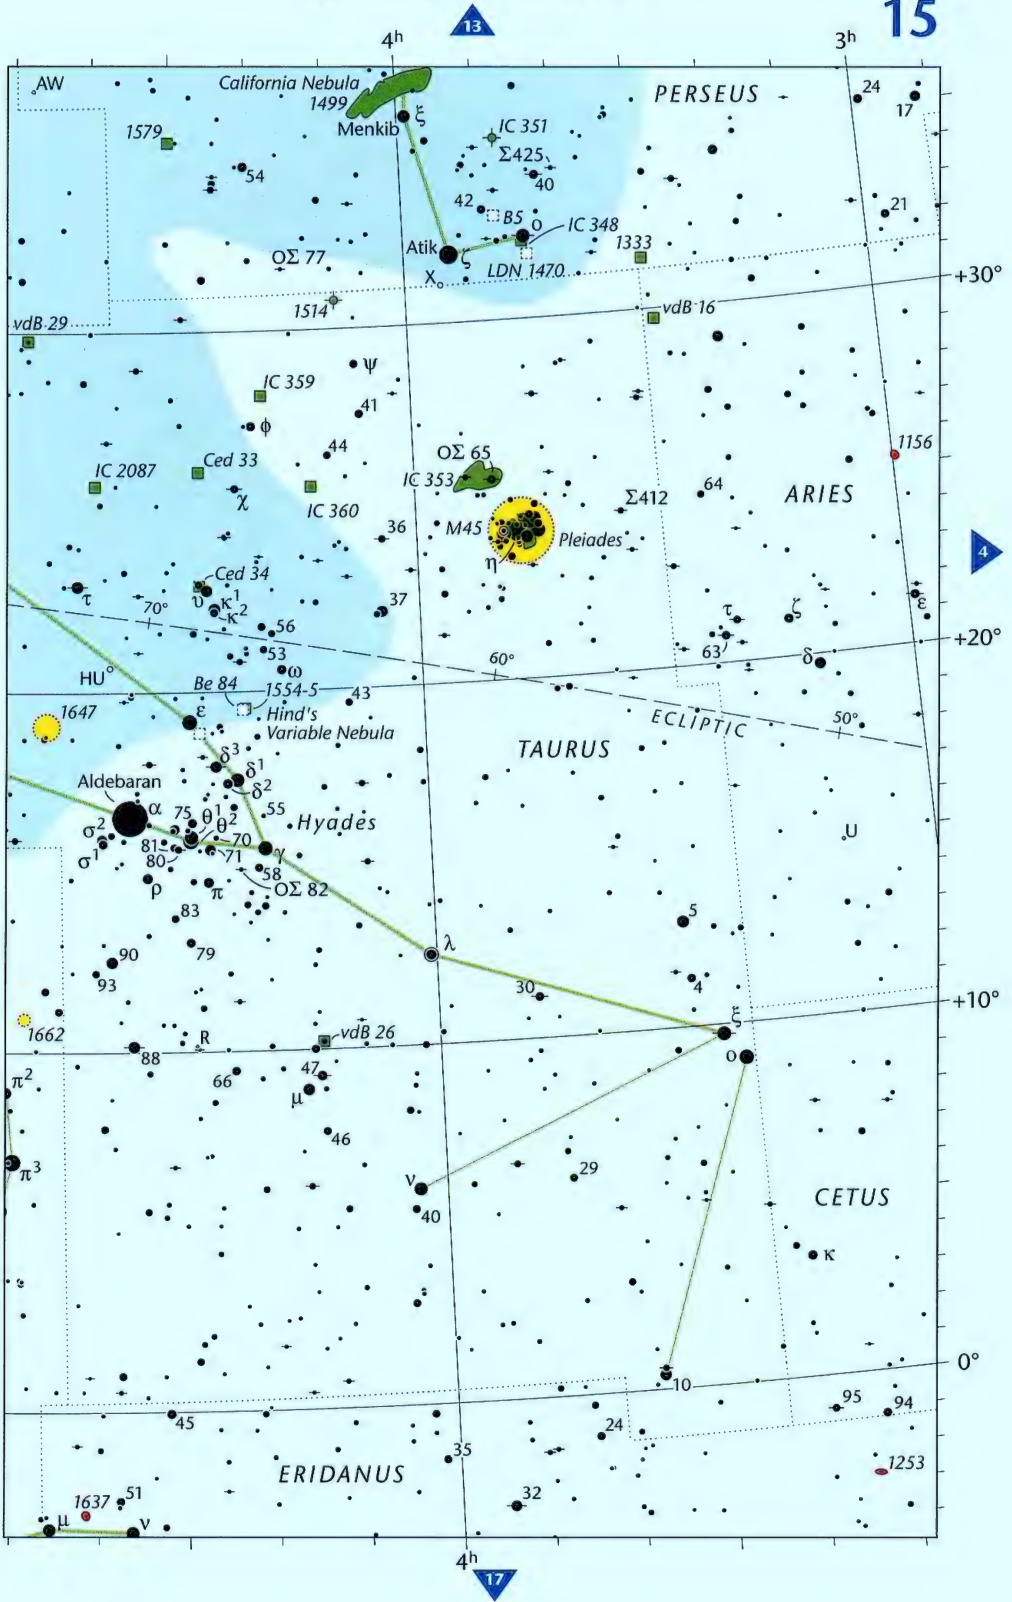 15
13
4h
3h
AW
California Nebula
1499
PERSEUS
24
17
Menkib
ξ
IC 351
1579
Σ425
54
40
42
B5
ο
IC 348
21
Atik
ζ
ΟΣ 77
LDN 1470
1333
X
+30°
1514
vdB 16
vdB 29
ψ
IC 359
41
φ
44
ΟΣ 65
1156
Ced 33
IC 2087
IC 353
64
ARIES
χ
IC 360
Σ412
36
M45
Pleiades
η
4
Ced 34
τ
υ
κ1
κ2
37
70°
56
τ
ζ
ε
63
+20°
53
60°
δ
HU
ω
Be 84
1554-5
43
1647
ε
Hind's
Variable Nebula
ECLIPTIC
50°
TAURUS
δ3
δ1
Aldebaran
δ2
α
75
θ1
55
σ2
θ2
Hyades
U
81
70
σ1
80
71
γ
58
ρ
π
ΟΣ 82
83
5
79
λ
90
93
30
4
+10°
1662
R
vdB 26
ξ
88
ο
π2
66
47
μ
46
π3
ν
29
40
CETUS
κ
0°
10
95
94
45
24
35
1253
ERIDANUS
51
32
1637
μ
ν
4h
17